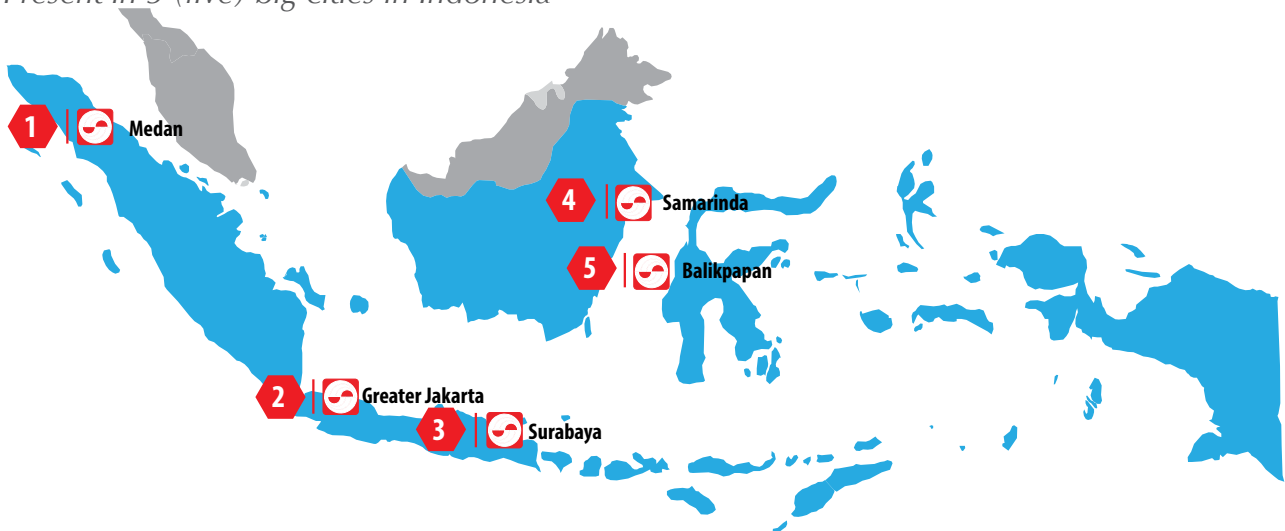 Present in 5 (five) big cities in Indonesia
1 Medan
4 Samarinda
5 Balikpapan
2 Greater Jakarta
3 Surabaya